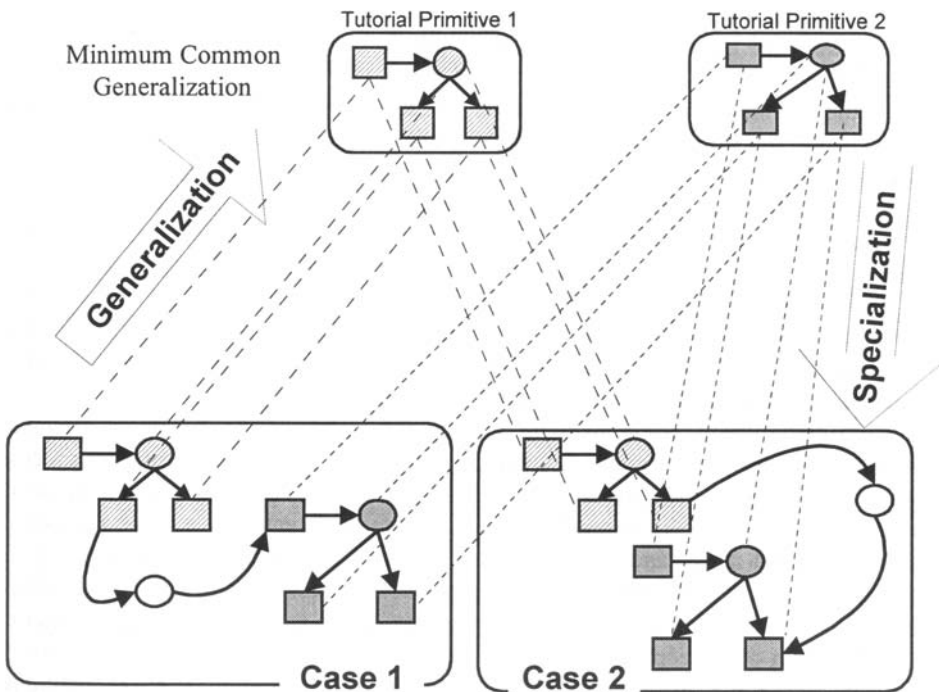 Tutorial Primitive 1
Tutorial Primitive 2
Minimum Common
Generalization
Generalization
Specialization
Case 1
Case 2